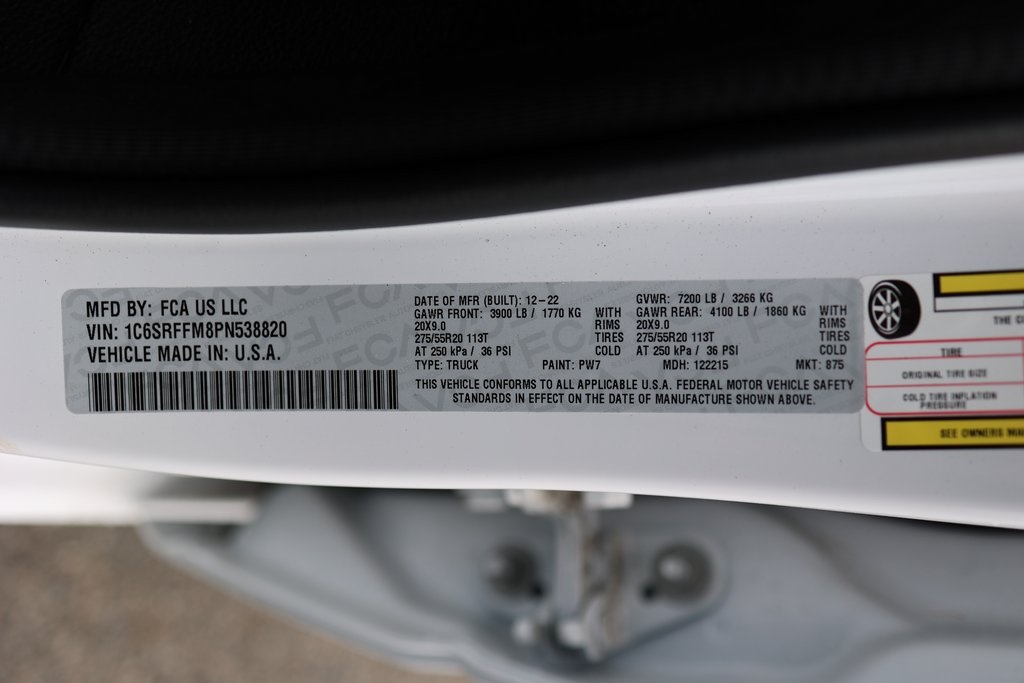 MFD BY: FCA US LLC
VIN: 1C6SRFFM8PN538820
VEHICLE MADE IN: U.S.A.
DATE OF MFR (BUILT): 12-22 GVWR: 7200 LB / 3266 KG
GAWR FRONT: 3900 LB / 1770 KG WITH GAWR REAR: 4100 LB / 1860 KG WITH
20X9.0 RIMS 20X9.0 RIMS
275/55R20 113T TIRES 275/55R20 113T TIRES
AT 250 kPa / 36 PSI COLD AT 250 kPa / 36 PSI COLD
TYPE: TRUCK PAINT: PW7 MDH: 122215 MKT: 875
THIS VEHICLE CONFORMS TO ALL APPLICABLE U.S.A. FEDERAL MOTOR VEHICLE SAFETY
STANDARDS IN EFFECT ON THE DATE OF MANUFACTURE SHOWN ABOVE.
THE
TIRE
ORIGINAL TIRE SIZE
COLD TIRE INFLATION
PRESSURE
SEE OWNERS